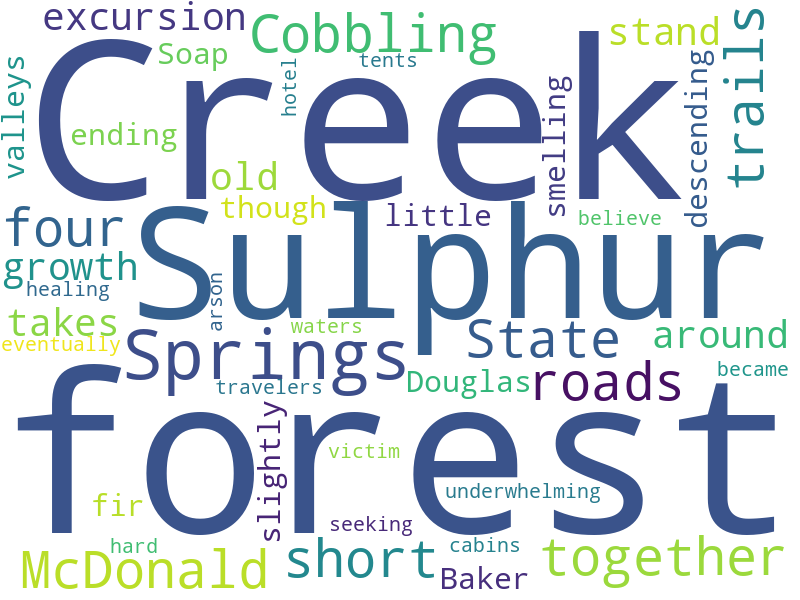 excursion
Cobbling
stand
trails
Soap
tents
hotel
Creek
valleys
ending
smelling
descending
old
though
little
believe
four
Sulphur
growth
healing
arson
takes
waters
State
around
eventually
Springs
travelers
Douglas
roads
became
forest
slightly
victim
underwhelming
fir
seeking
hard
short
cabins
together
McDonald
Baker